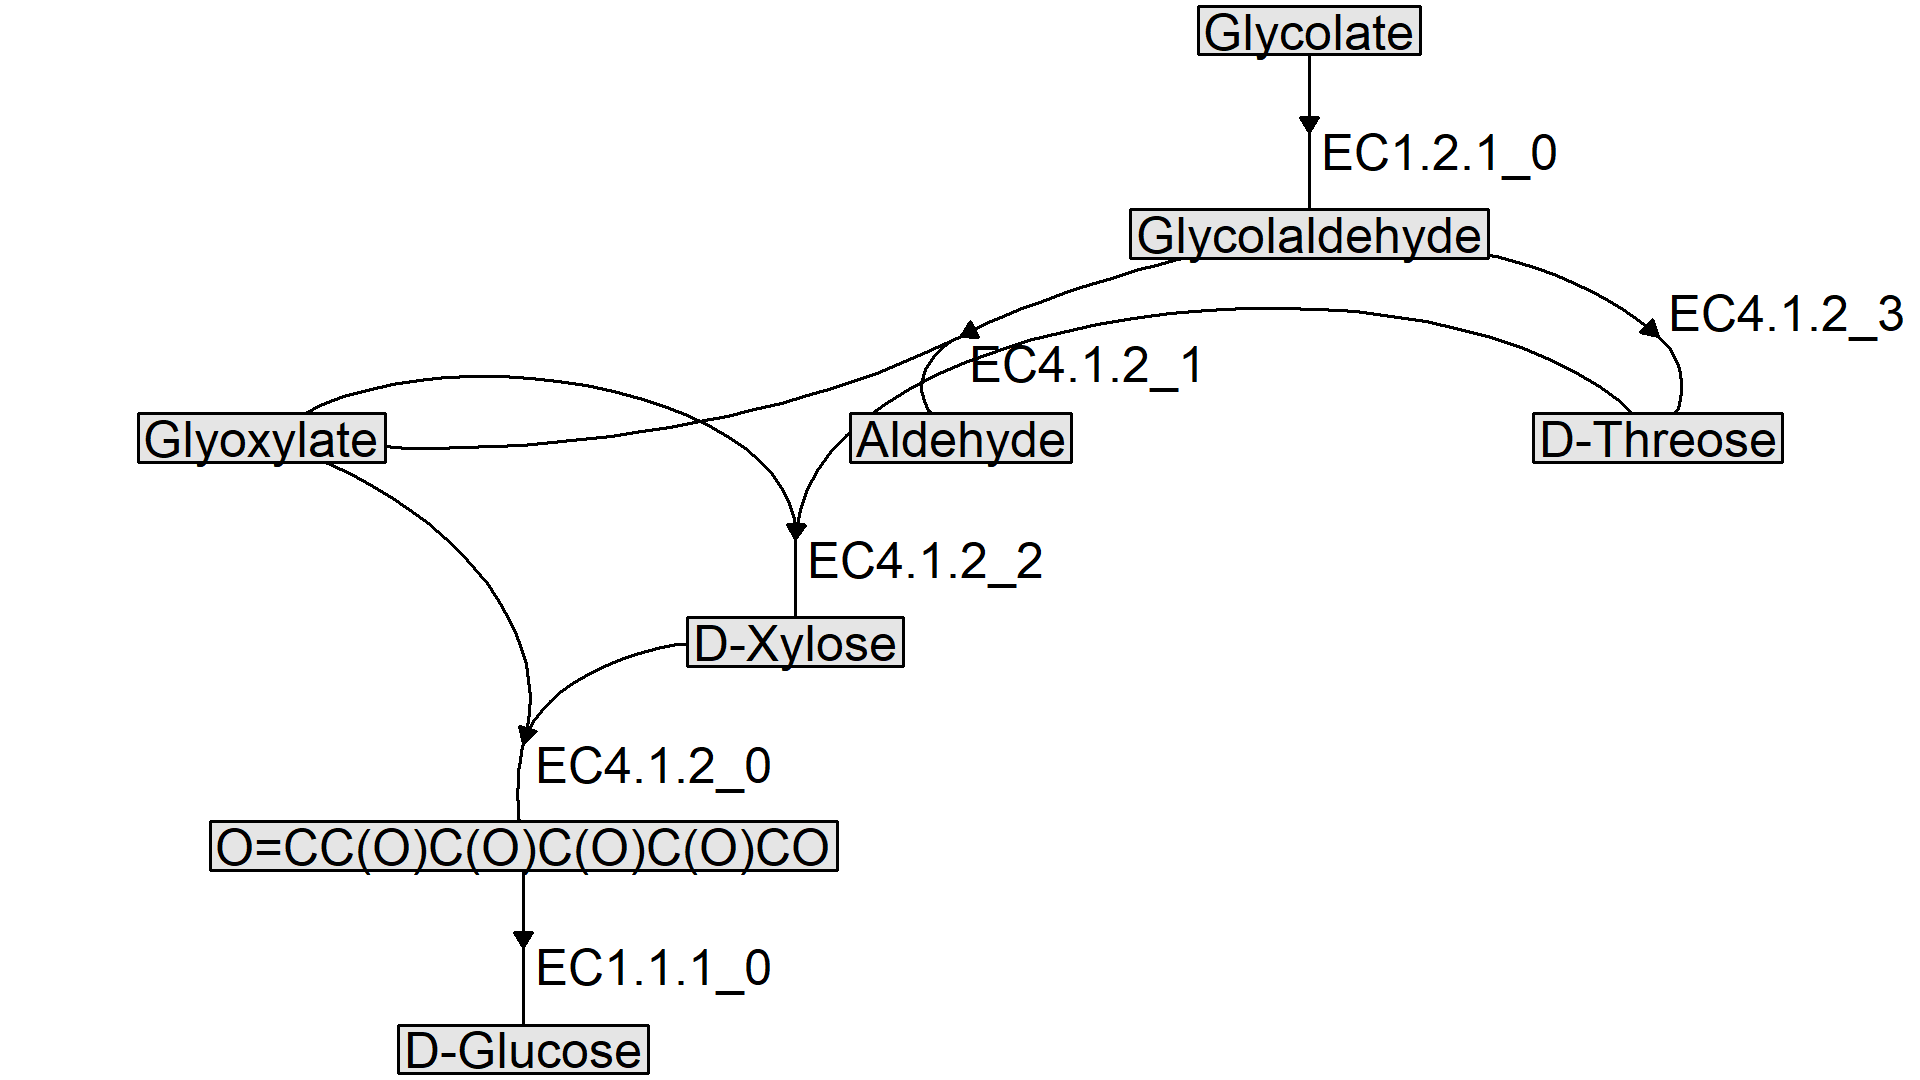 Glycolate
EC1.2.1_0
Glycolaldehyde
EC4.1.2_3
EC4.1.2_1
Glyoxylate
Aldehyde
D-Threose
EC4.1.2_2
D-Xylose
EC4.1.2_0
O=CC(O)C(O)C(O)C(O)CO
EC1.1.1_0
D-Glucose